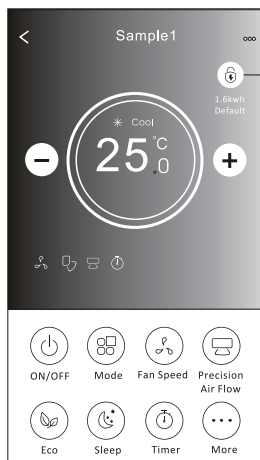 Sample1
1.6kwh
Default
Cool
25.0°C
ON/OFF
Mode
Fan Speed
Precision
Air Flow
Eco
Sleep
Timer
More